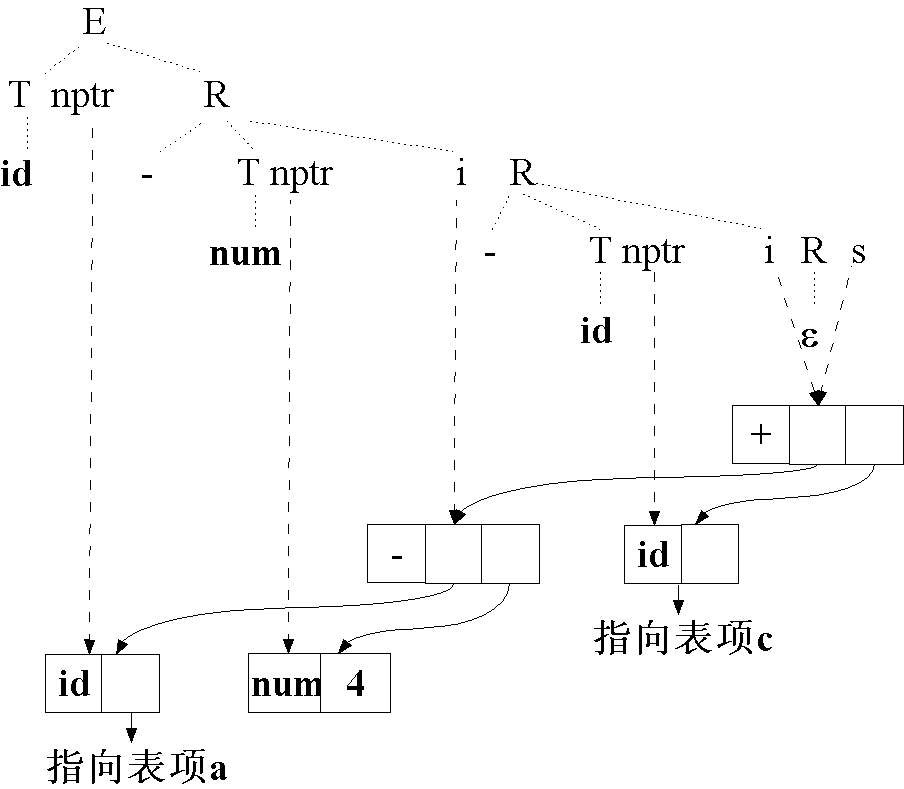 E
T nptr R
id - T nptr i R
num - T nptr i R s
id ε
+
- id
指向表项c
id num 4
指向表项a